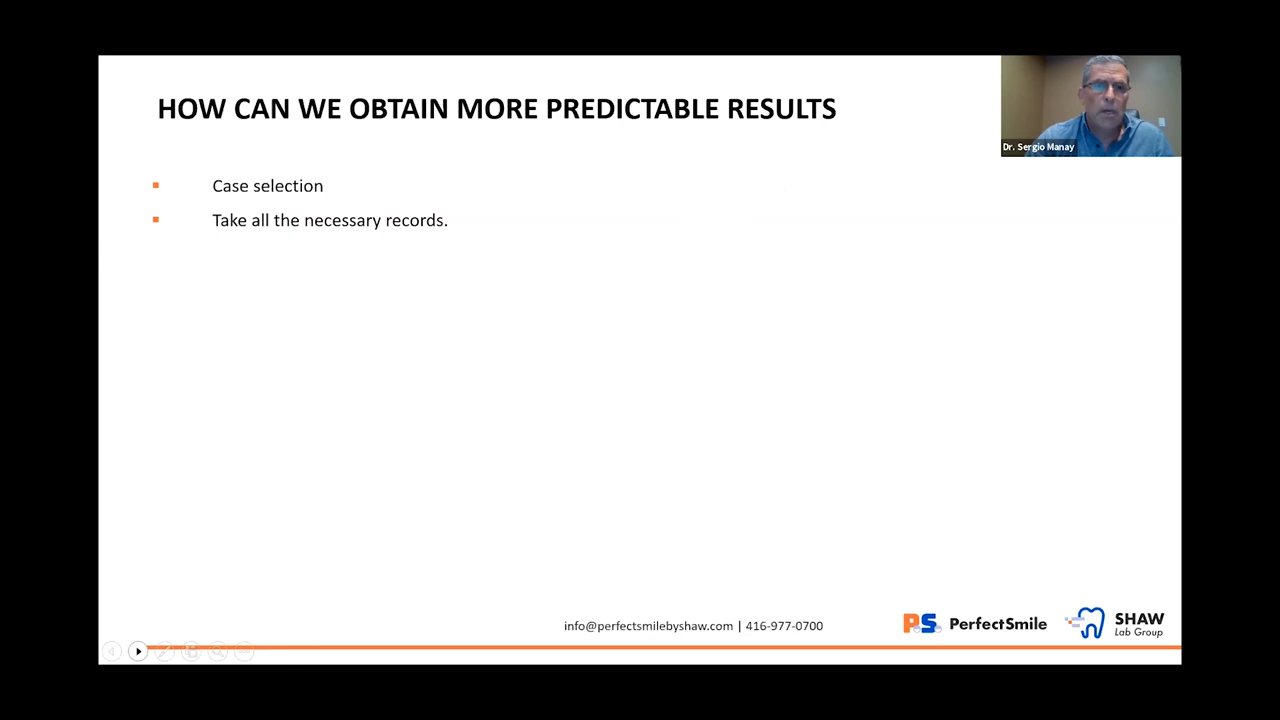 HOW CAN WE OBTAIN MORE PREDICTABLE RESULTS
Dr. Sergio Manay
Case selection
Take all the necessary records.
info@perfectsmilebyshaw.com | 416-977-0700
PS PerfectSmile
SHAW
Lab Group